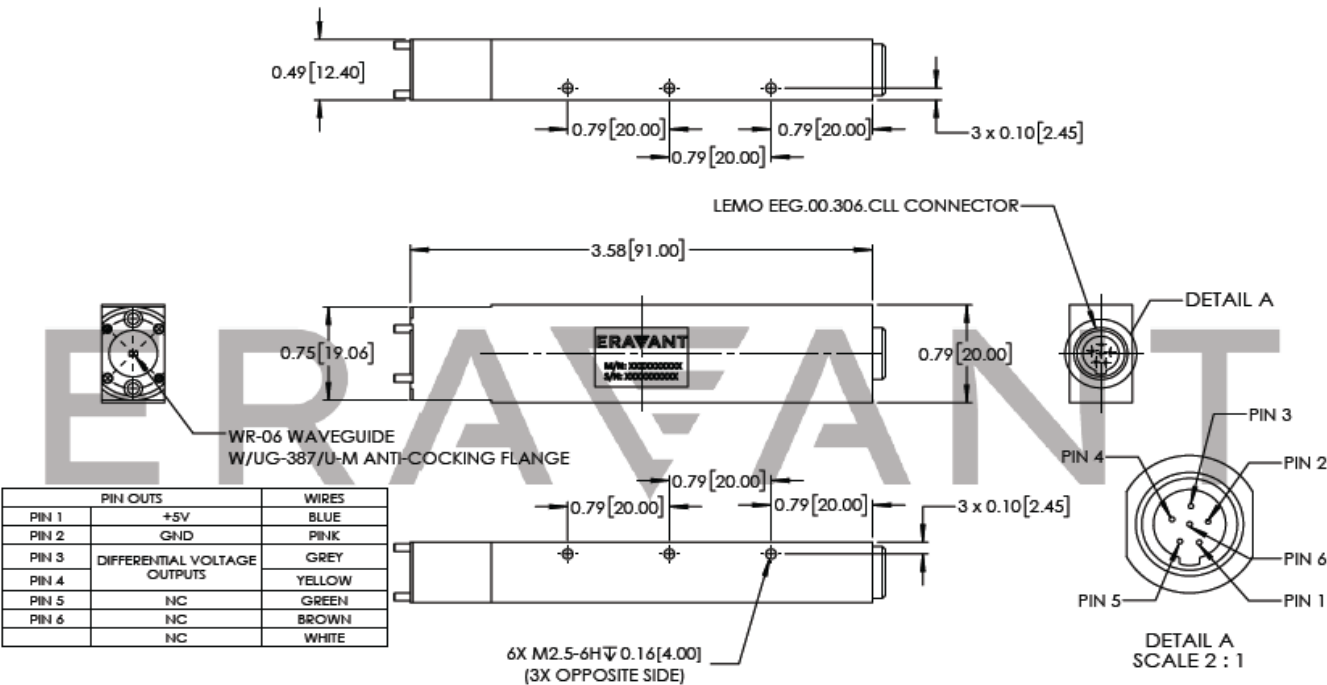 0.49[12.40]
0.79[20.00]
0.79[20.00]
3 x 0.10[2.45]
0.79[20.00]
LEMO EEG.00.306.CLL CONNECTOR
3.58[91.00]
DETAIL A
ERAVANT
0.75[19.06]
ERAVANT
M/N: XXXXXXXXXX
S/N: XXXXXXXXXX
0.79[20.00]
PIN 3
WR-06 WAVEGUIDE
W/UG-387/U-M ANTI-COCKING FLANGE
PIN 4
PIN 2
0.79[20.00]
0.79[20.00]
0.79[20.00]
3 x 0.10[2.45]
PIN OUTS WIRES
PIN 1 +5V BLUE
PIN 2 GND PINK
PIN 3 DIFFERENTIAL VOLTAGE OUTPUTS GREY
PIN 4 YELLOW
PIN 5 NC GREEN
PIN 6 NC BROWN
NC WHITE
PIN 6
PIN 5
PIN 1
6X M2.5-6H↧0.16[4.00]
(3X OPPOSITE SIDE)
DETAIL A
SCALE 2 : 1